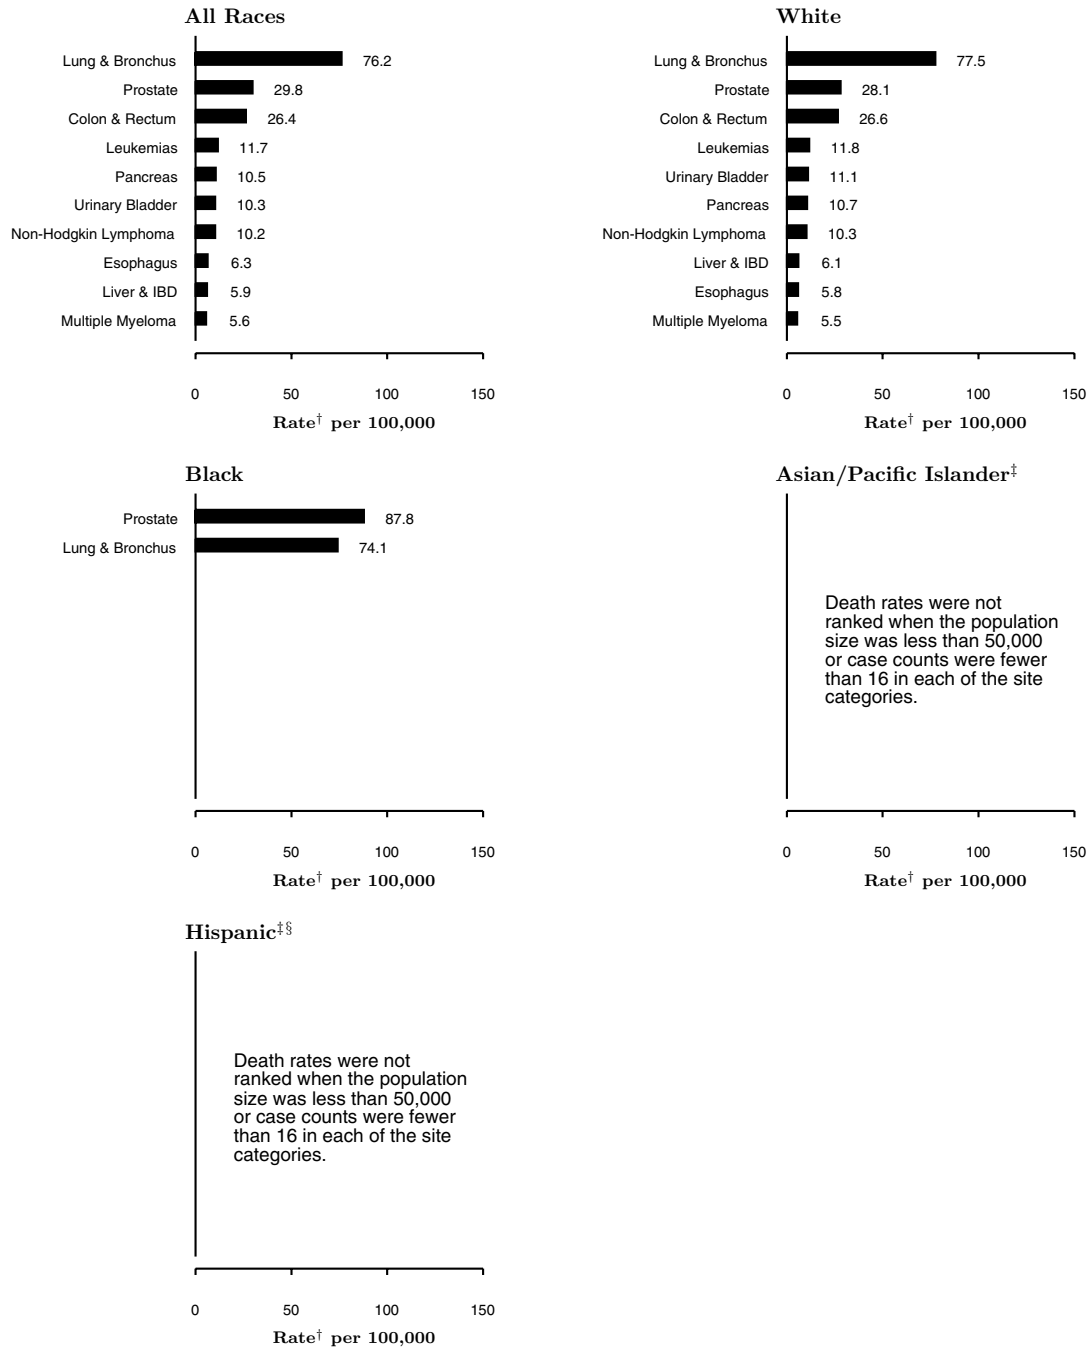 All Races
Lung & Bronchus 76.2
Prostate 29.8
Colon & Rectum 26.4
Leukemias 11.7
Pancreas 10.5
Urinary Bladder 10.3
Non-Hodgkin Lymphoma 10.2
Esophagus 6.3
Liver & IBD 5.9
Multiple Myeloma 5.6
0 50 100 150
Rate† per 100,000
White
Lung & Bronchus 77.5
Prostate 28.1
Colon & Rectum 26.6
Leukemias 11.8
Urinary Bladder 11.1
Pancreas 10.7
Non-Hodgkin Lymphoma 10.3
Liver & IBD 6.1
Esophagus 5.8
Multiple Myeloma 5.5
0 50 100 150
Rate† per 100,000
Black
Prostate 87.8
Lung & Bronchus 74.1
0 50 100 150
Rate† per 100,000
Asian/Pacific Islander‡
Death rates were not
ranked when the population
size was less than 50,000
or case counts were fewer
than 16 in each of the site
categories.
0 50 100 150
Rate† per 100,000
Hispanic‡§
Death rates were not
ranked when the population
size was less than 50,000
or case counts were fewer
than 16 in each of the site
categories.
0 50 100 150
Rate† per 100,000